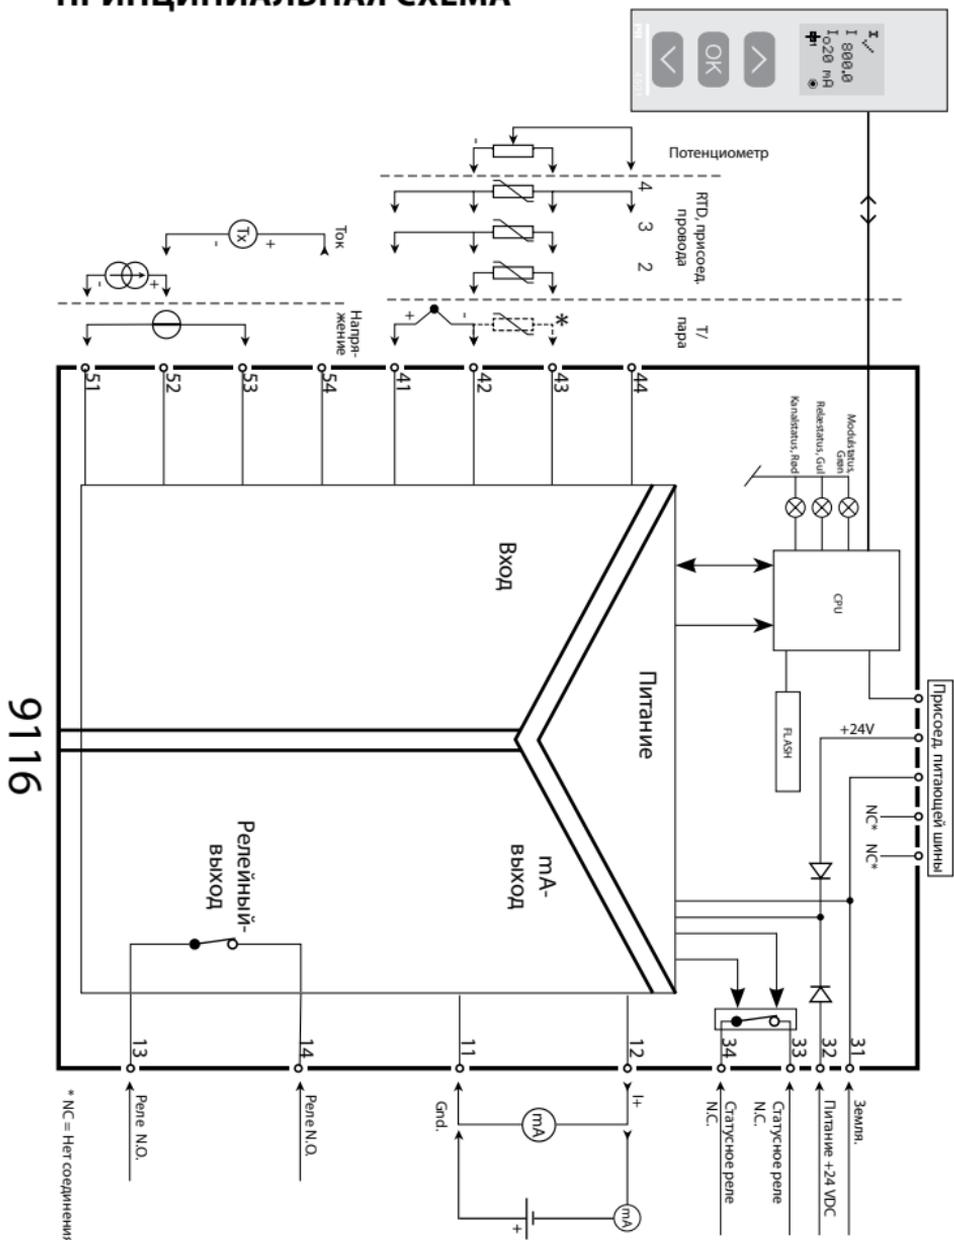 ПРИНЦИПИАЛЬНАЯ СХЕМА
I 800.0
Io20 mA
OK
PR 4501
Потенциометр
RTD, присоед.
провода
4
3
2
Т/
пара
Ток
Tx
+
-
Напря-
жение
*
44
43
42
41
54
53
52
51
Modulstatus,
Grøn
Relæstatus, Gul
Kanalstatus, Rød
CPU
FLASH
Присоед. питающей шины
+24V
NC*
NC*
Питание
Вход
mA-
выход
Релейный-
выход
9116
31
32
33
34
12
11
14
13
Земля.
Питание +24 VDC
Статусное реле
N.C.
Статусное реле
N.C.
I+
mA
mA
+
Gnd.
Реле N.O.
Реле N.O.
* NC = Нет соединения